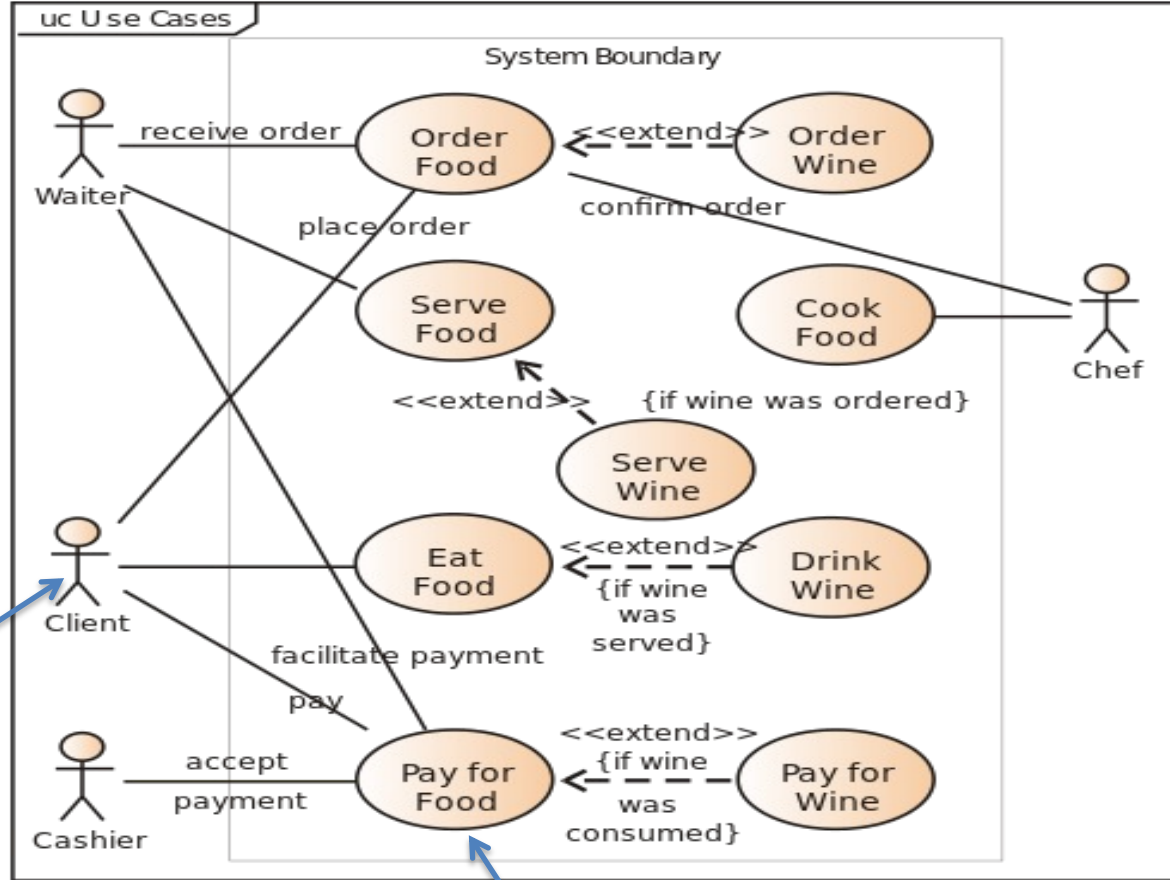 uc Use Cases
System Boundary
Waiter
receive order
Order
Food
<<extend>>
Order
Wine
place order
confirm order
Serve
Food
Cook
Food
Chef
<<extend>>
{if wine was ordered}
Serve
Wine
Client
Eat
Food
<<extend>>
{if wine
was
served}
Drink
Wine
facilitate payment
pay
Cashier
accept
payment
Pay for
Food
<<extend>>
{if wine
was
consumed}
Pay for
Wine